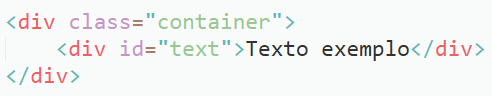 <div class="container">
    <div id="text">Texto exemplo</div>
</div>